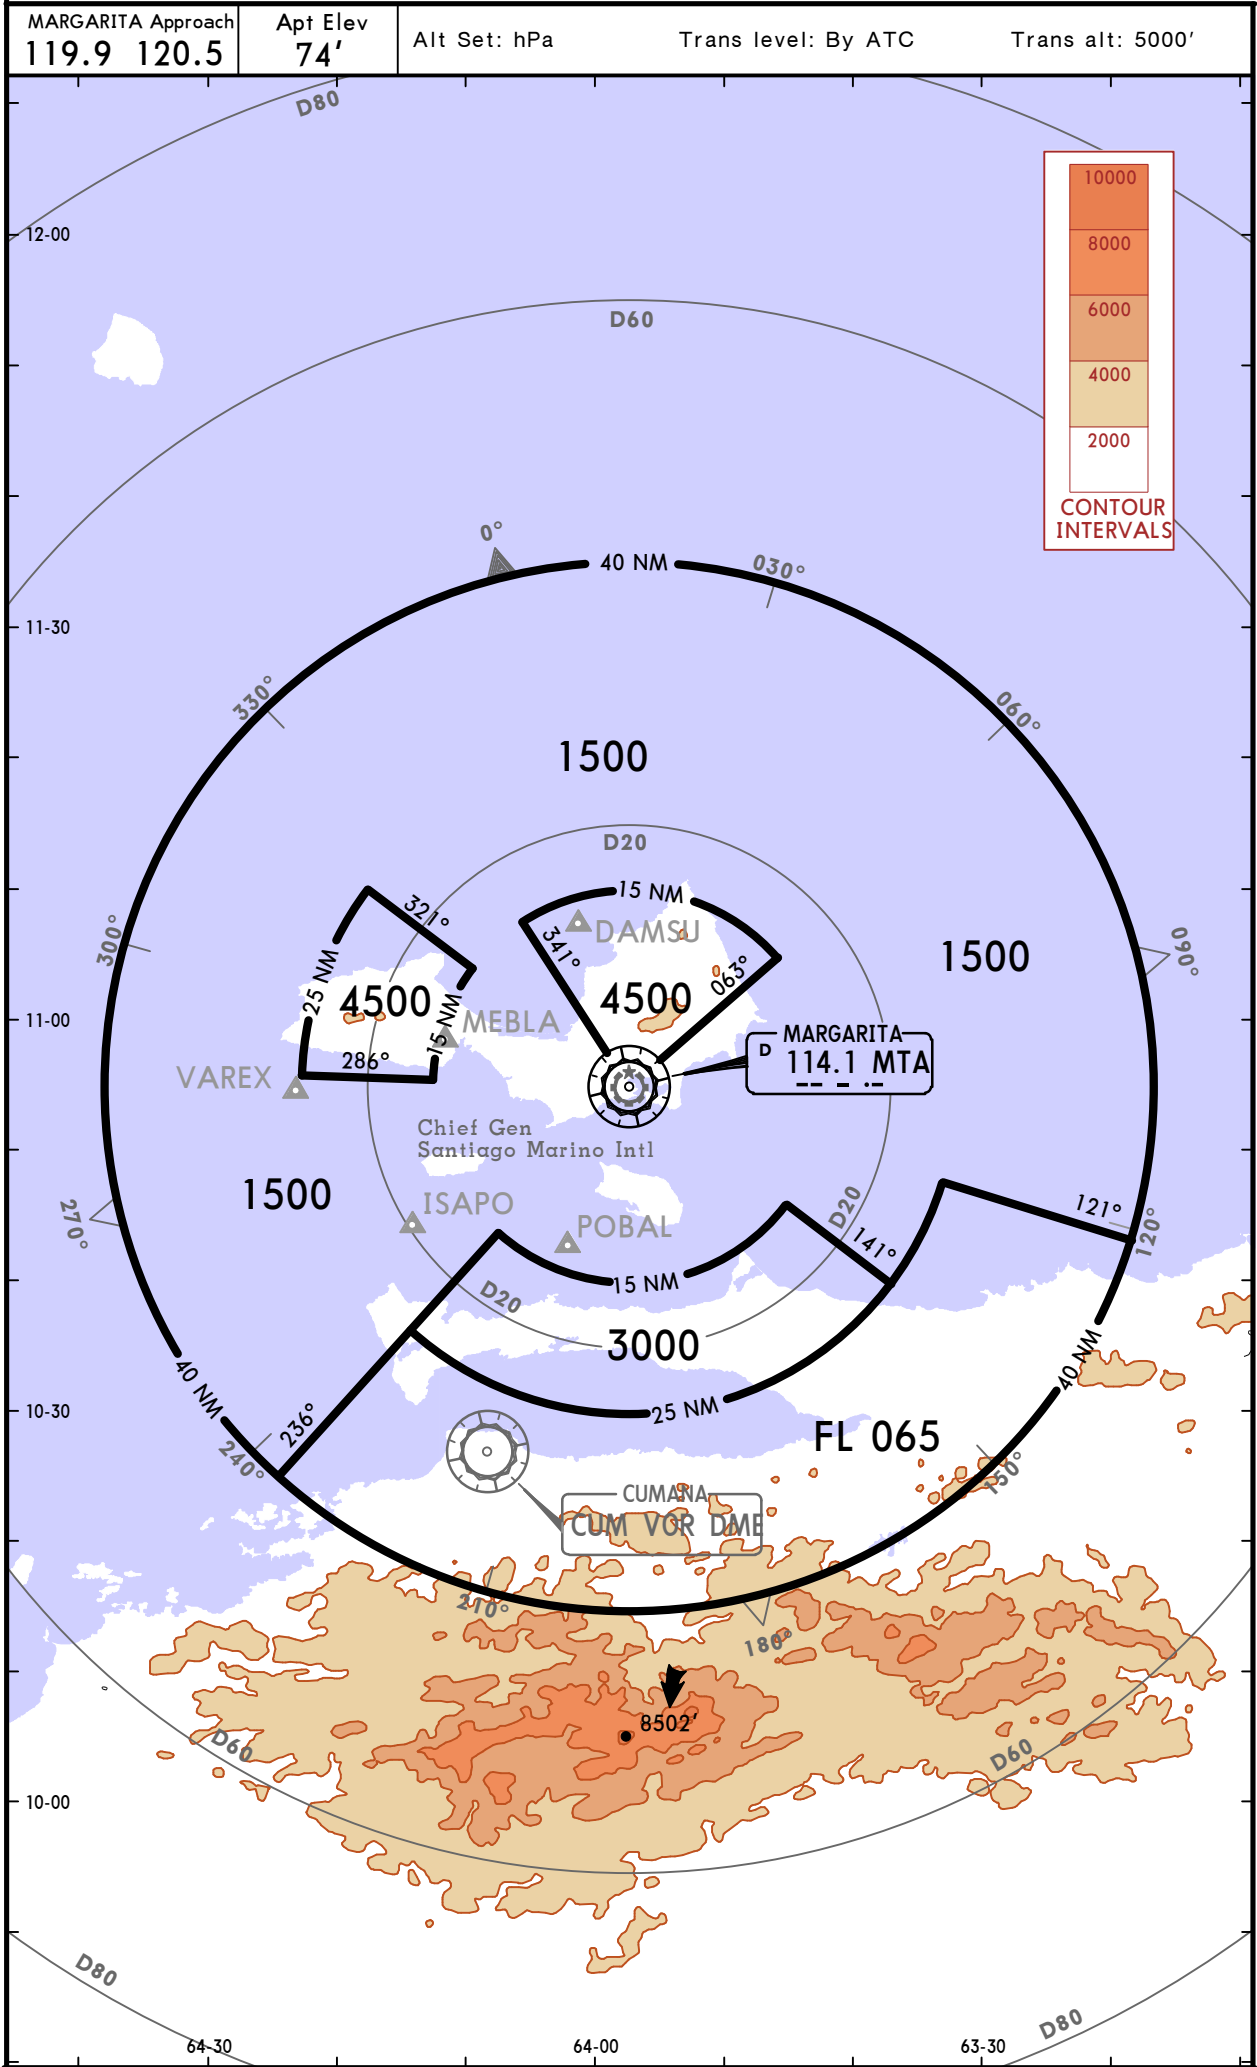 MARGARITA Approach
119.9 120.5
Apt Elev
74'
Alt Set: hPa
Trans level: By ATC
Trans alt: 5000'
D80
12-00
D60
10000
8000
6000
4000
2000
CONTOUR
INTERVALS
0°
40 NM
030°
11-30
330°
060°
1500
D20
15 NM
321°
DAMSU
341°
300°
090°
1500
25 NM
4500
063°
4500
15 NM
MEBLA
11-00
MARGARITA
D 114.1 MTA
286°
VAREX
Chief Gen
Santiago Marino Intl
1500
ISAPO
270°
D20
121°
120°
POBAL
141°
15 NM
D20
3000
40 NM
40 NM
10-30
25 NM
236°
FL 065
240°
150°
CUMANA
CUM VOR DME
210°
180°
8502'
D60
D60
10-00
D80
D80
64-30
64-00
63-30